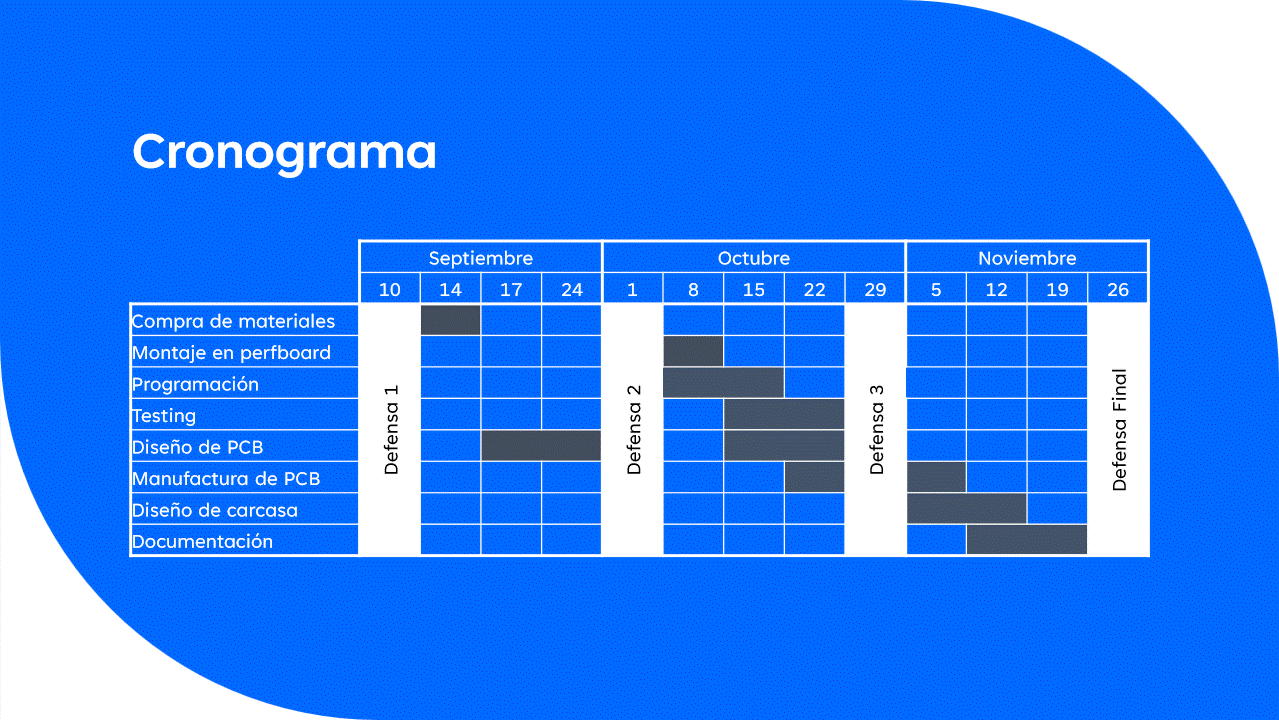 Cronograma
Septiembre Octubre Noviembre
10 14 17 24 1 8 15 22 29 5 12 19 26
Compra de materiales
Montaje en perfboard
Programación
Testing
Diseño de PCB
Manufactura de PCB
Diseño de carcasa
Documentación
Defensa 1
Defensa 2
Defensa 3
Defensa Final